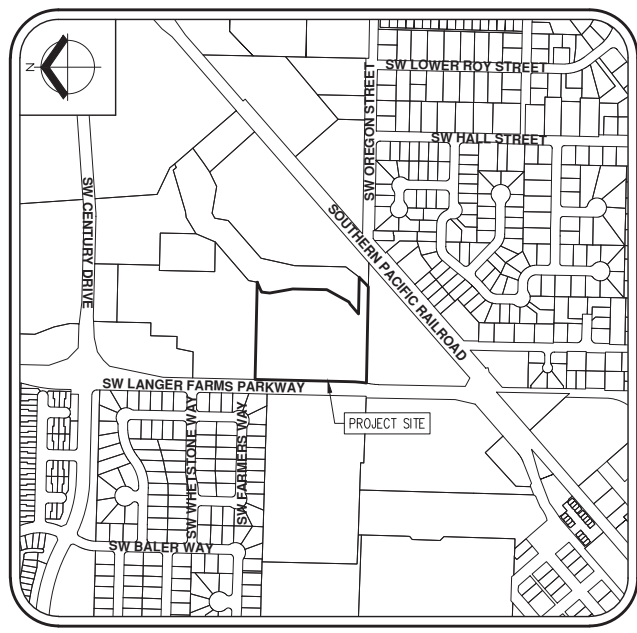 N
SW LOWER ROY STREET
SW OREGON STREET
SW HALL STREET
SW CENTURY DRIVE
SOUTHERN PACIFIC RAILROAD
SW LANGER FARMS PARKWAY
PROJECT SITE
SW WHETSTONE WAY
SW FARMERS WAY
SW BALER WAY